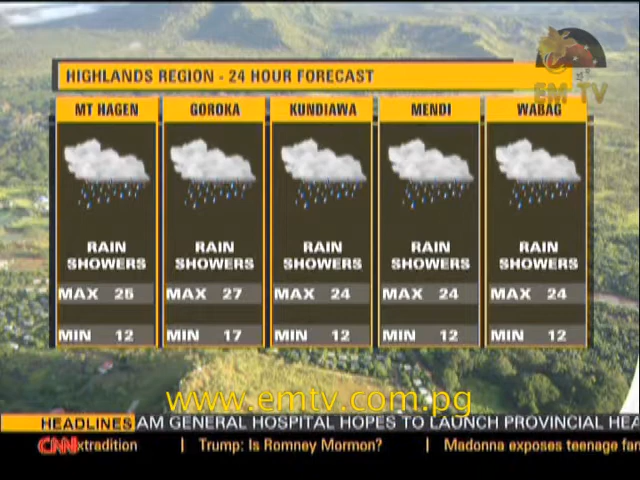 HIGHLANDS REGION - 24 HOUR FORECAST
EM TV
MT HAGEN
RAIN
SHOWERS
MAX 25
MIN 12
GOROKA
RAIN
SHOWERS
MAX 27
MIN 17
KUNDIAWA
RAIN
SHOWERS
MAX 24
MIN 12
MENDI
RAIN
SHOWERS
MAX 24
MIN 12
WABAG
RAIN
SHOWERS
MAX 24
MIN 12
www.emtv.com.pg
HEADLINES AM GENERAL HOSPITAL HOPES TO LAUNCH PROVINCIAL HEA
CNN xtradition | Trump: Is Romney Mormon? | Madonna exposes teenage fan